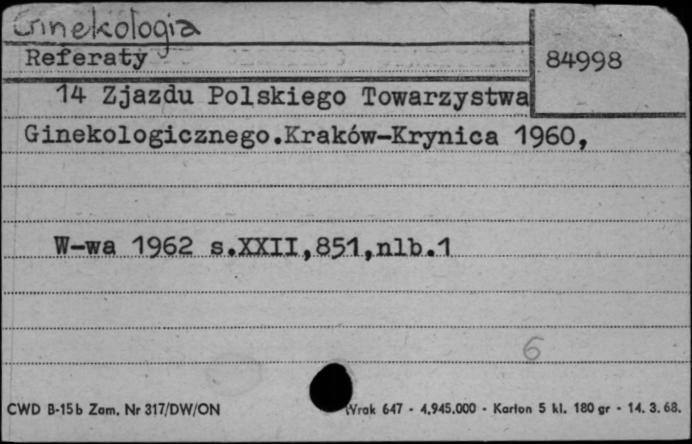 Ginekologia
Referaty
84998
14 Zjazdu Polskiego Towarzystwa
Ginekologicznego.Kraków-Krynica 1960,
W-wa 1962 s.XXII,851,nlb.1
6
CWD B-15b Zam. Nr 317/DW/ON
Wrak 647 - 4.945.000 - Karton 5 kl. 180 gr - 14. 3. 68.